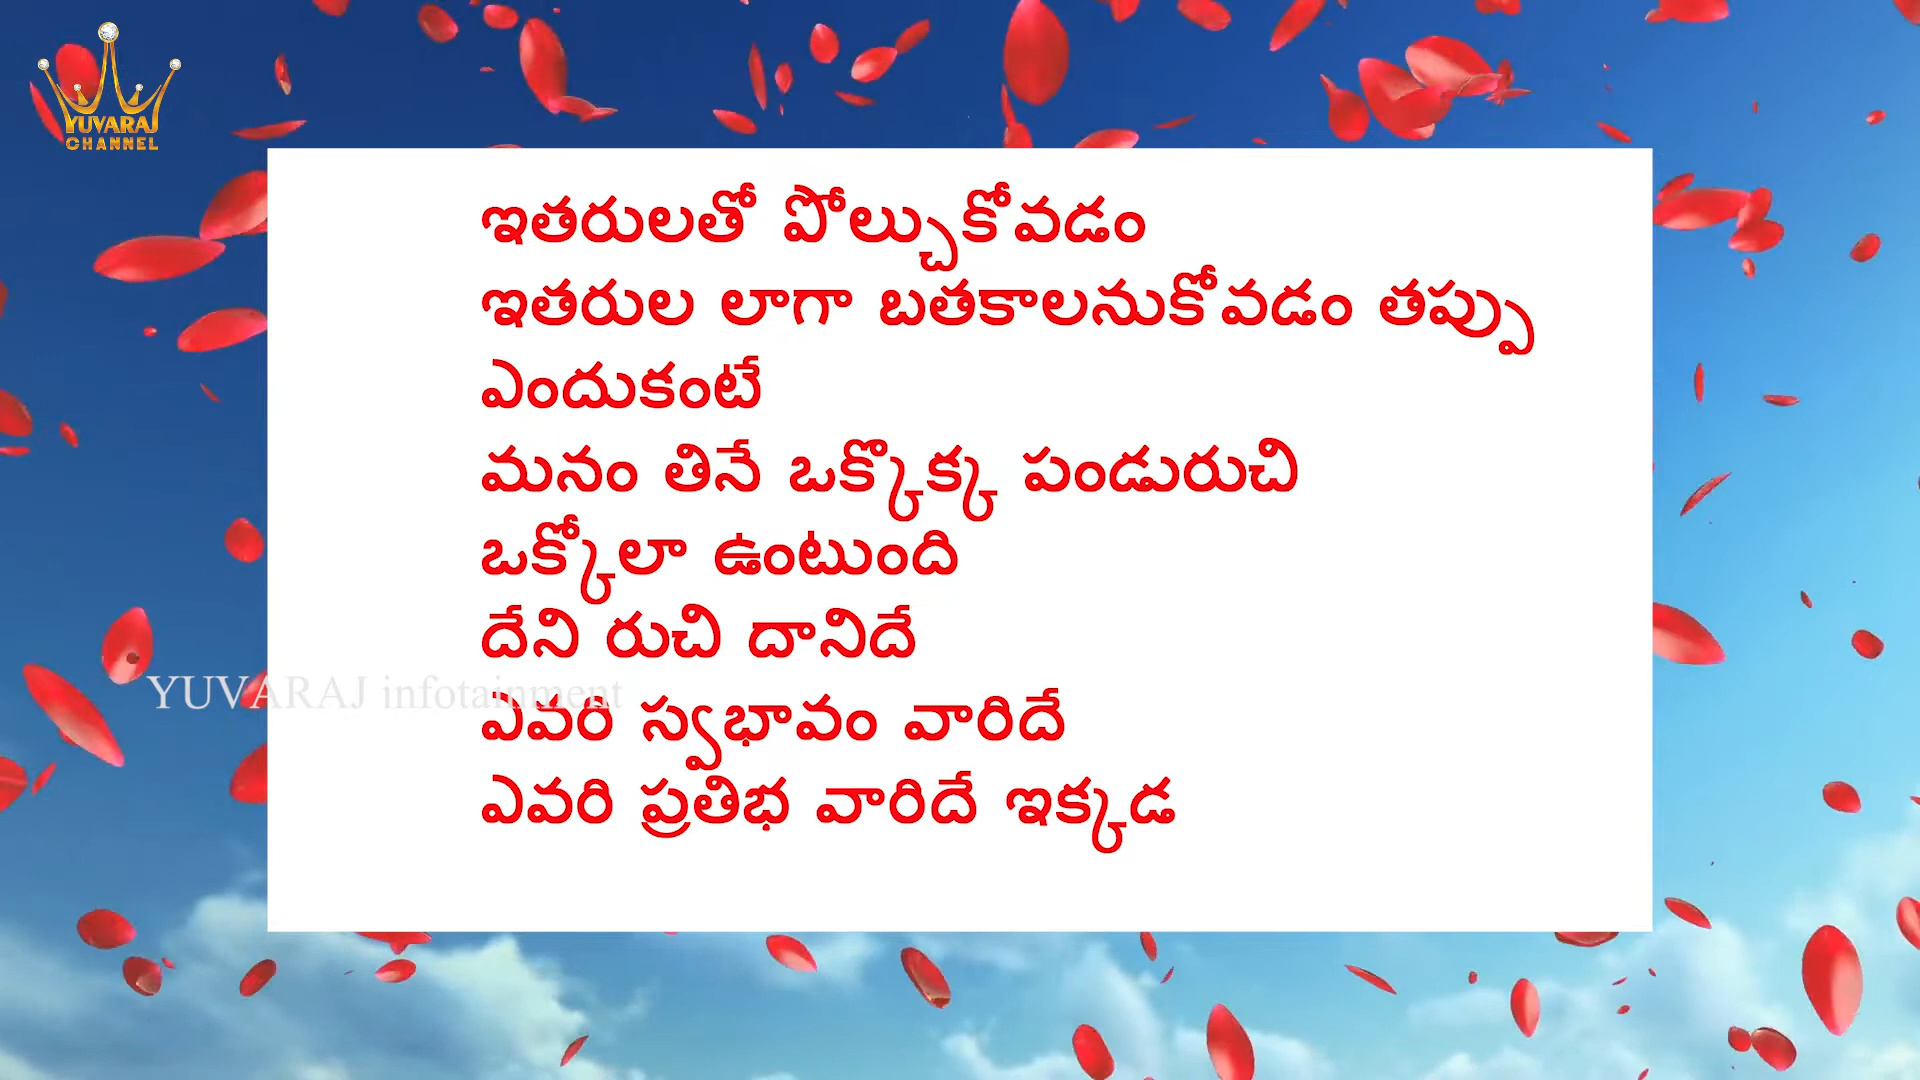 YUVARAJ
CHANNEL
ఇతరులతో పోల్చుకోవడం
ఇతరుల లాగా బతకాలనుకోవడం తప్పు
ఎందుకంటే
మనం తినే ఒక్కొక్క పండురుచి
ఒక్కోలా ఉంటుంది
దేని రుచి దానిదే
YUVARAJ infotainment
ఎవరి స్వభావం వారిదే
ఎవరి ప్రతిభ వారిదే ఇక్కడ